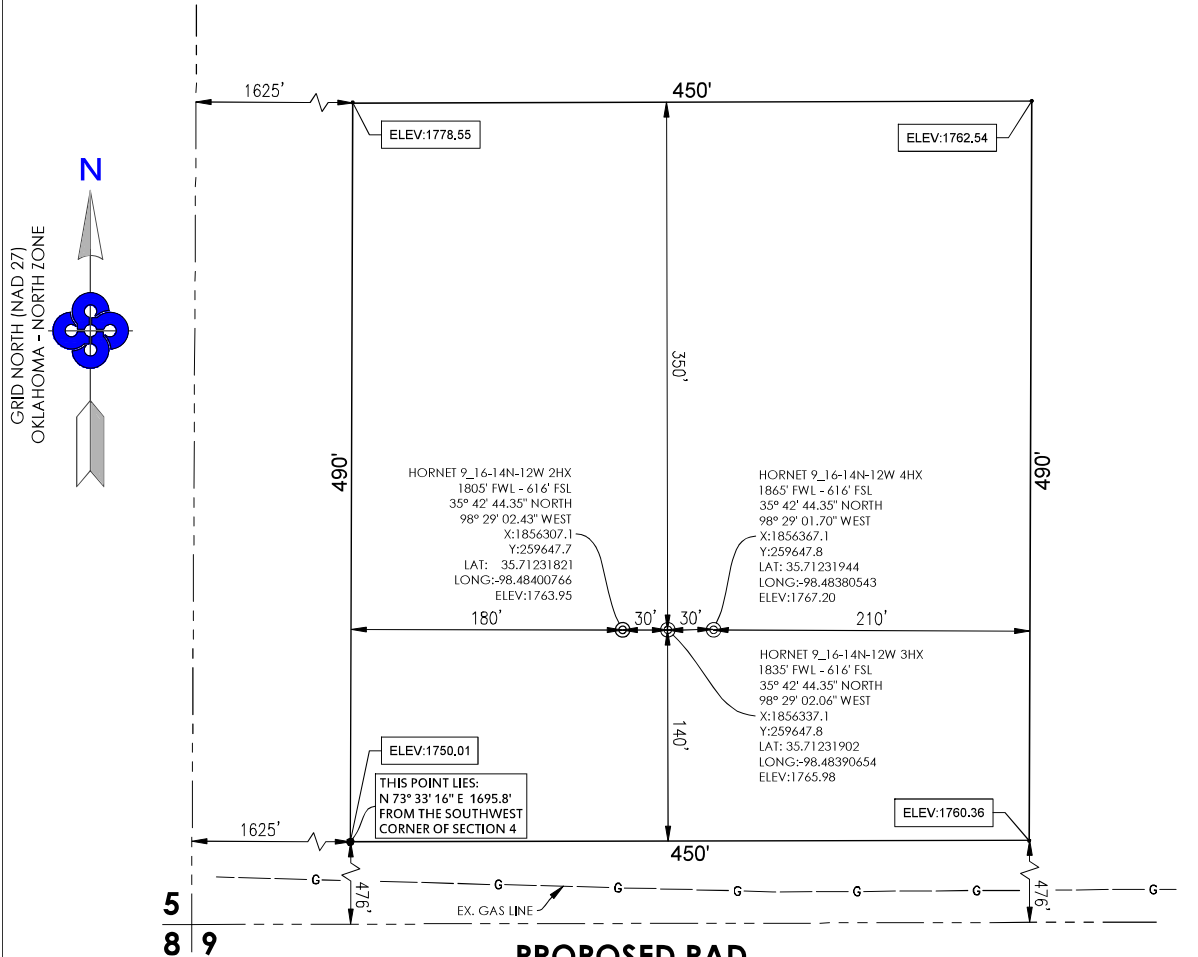 1625'
450'
ELEV:1778.55
ELEV:1762.54
N
GRID NORTH (NAD 27)
OKLAHOMA - NORTH ZONE
350'
490'
490'
HORNET 9_16-14N-12W 2HX
1805' FWL - 616' FSL
35° 42' 44.35" NORTH
98° 29' 02.43" WEST
X:1856307.1
Y:259647.7
LAT: 35.71231821
LONG:-98.48400766
ELEV:1763.95
HORNET 9_16-14N-12W 4HX
1865' FWL - 616' FSL
35° 42' 44.35" NORTH
98° 29' 01.70" WEST
X:1856367.1
Y:259647.8
LAT: 35.71231944
LONG:-98.48380543
ELEV:1767.20
180'
30'
30'
210'
HORNET 9_16-14N-12W 3HX
1835' FWL - 616' FSL
35° 42' 44.35" NORTH
98° 29' 02.06" WEST
X:1856337.1
Y:259647.8
LAT: 35.71231902
LONG:-98.48390654
ELEV:1765.98
140'
ELEV:1750.01
THIS POINT LIES:
N 73° 33' 16" E 1695.8'
FROM THE SOUTHWEST
CORNER OF SECTION 4
ELEV:1760.36
1625'
450'
G G G G G G G
476'
476'
EX. GAS LINE
5
8 9
PROPOSED PAD